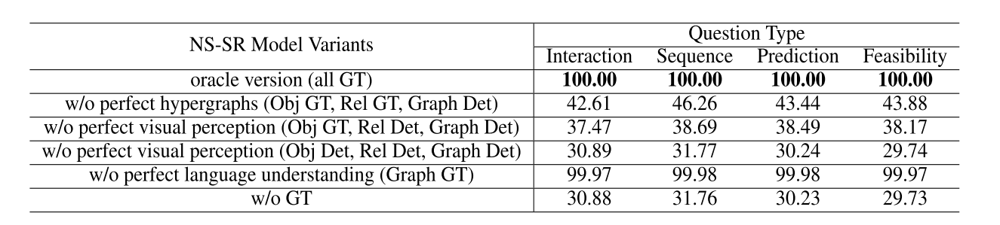 NS-SR Model Variants Question Type
Interaction Sequence Prediction Feasibility
oracle version (all GT) 100.00 100.00 100.00 100.00
w/o perfect hypergraphs (Obj GT, Rel GT, Graph Det) 42.61 46.26 43.44 43.88
w/o perfect visual perception (Obj GT, Rel Det, Graph Det) 37.47 38.69 38.49 38.17
w/o perfect visual perception (Obj Det, Rel Det, Graph Det) 30.89 31.77 30.24 29.74
w/o perfect language understanding (Graph GT) 99.97 99.98 99.98 99.97
w/o GT 30.88 31.76 30.23 29.73